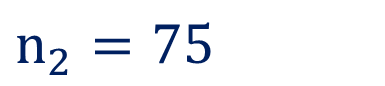 n₂ = 75